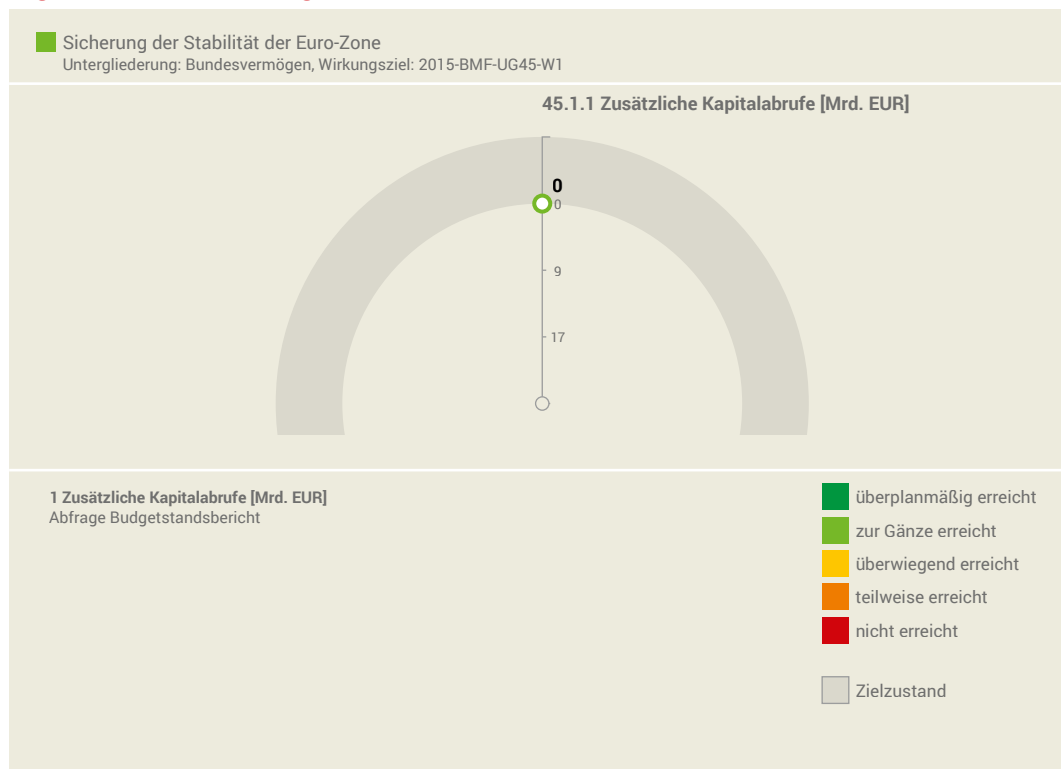 Sicherung der Stabilität der Euro-Zone
Untergliederung: Bundesvermögen, Wirkungsziel: 2015-BMF-UG45-W1
45.1.1 Zusätzliche Kapitalabrufe [Mrd. EUR]
0
0
9
17
1 Zusätzliche Kapitalabrufe [Mrd. EUR]
Abfrage Budgetstandsbericht
überplanmäßig erreicht
zur Gänze erreicht
überwiegend erreicht
teilweise erreicht
nicht erreicht
Zielzustand